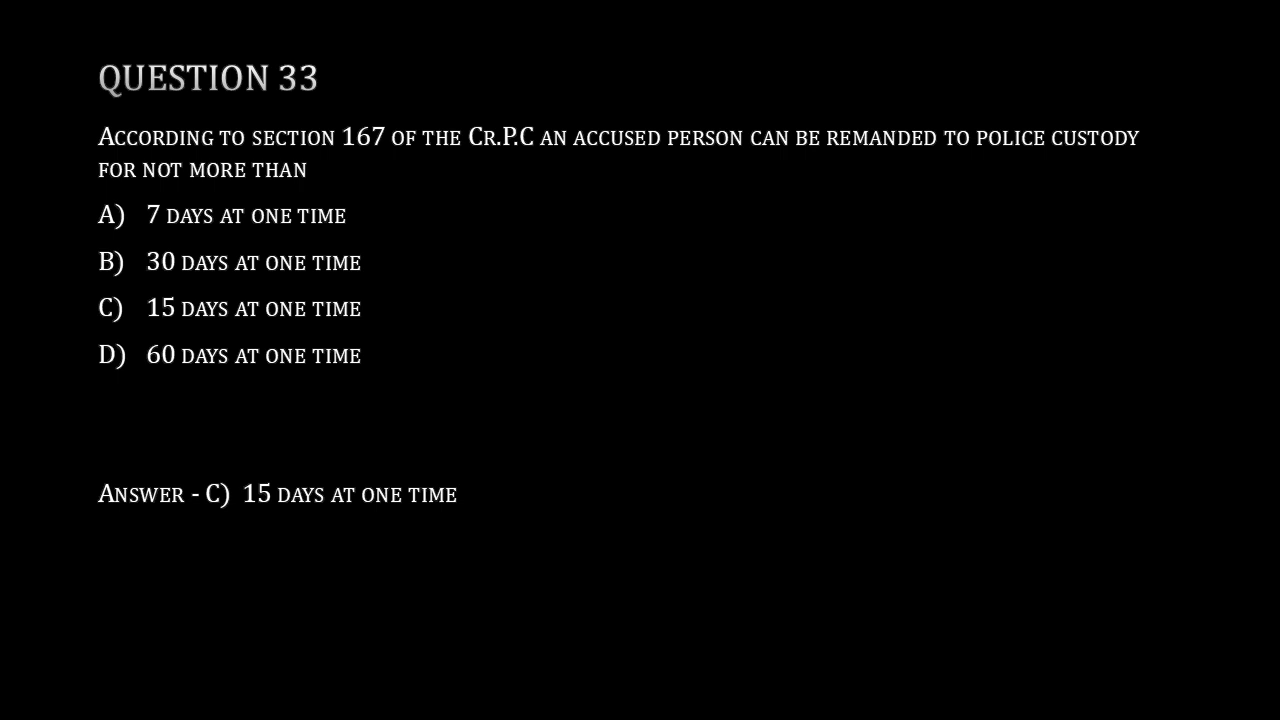 QUESTION 33
According to section 167 of the Cr.P.C an accused person can be remanded to police custody
for not more than
A) 7 days at one time
B) 30 days at one time
C) 15 days at one time
D) 60 days at one time
Answer - C) 15 days at one time